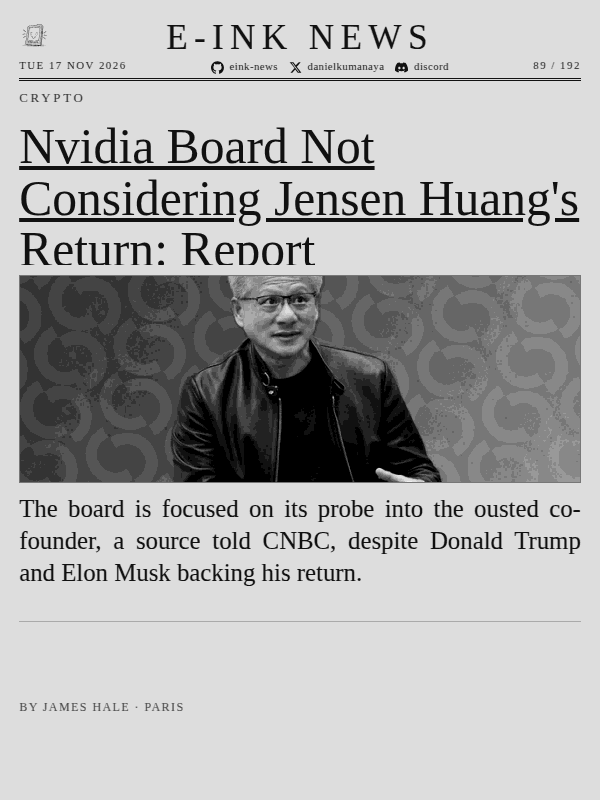 E-INK NEWS
TUE 17 NOV 2026
eink-news
danielkumanaya
discord
89 / 192
CRYPTO
Nvidia Board Not
Considering Jensen Huang's
Return: Report
The board is focused on its probe into the ousted co-
founder, a source told CNBC, despite Donald Trump
and Elon Musk backing his return.
BY JAMES HALE · PARIS